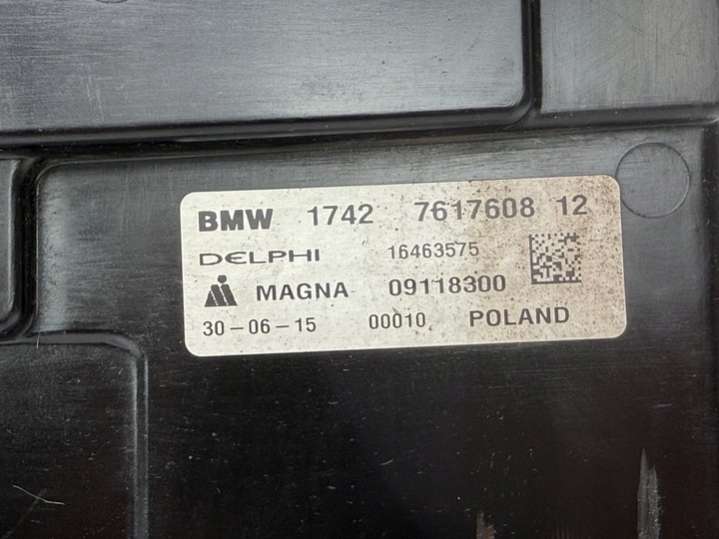 BMW 1742 7617608 12
DELPHI 16463575
MAGNA 09118300
30-06-15 00010 POLAND